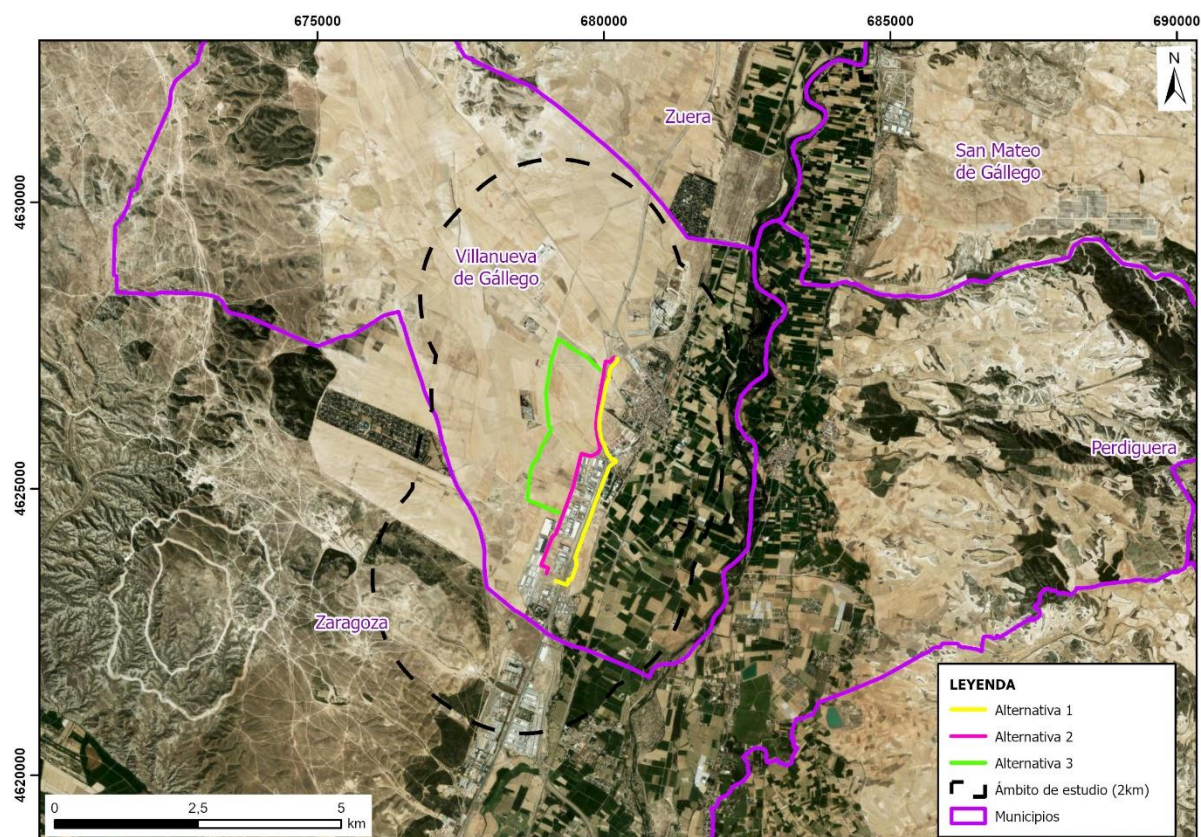 675000
680000
685000
690000
N
Zuera
San Mateo
de Gállego
4630000
Villanueva
de Gállego
Perdiguera
4625000
Zaragoza
4620000
LEYENDA
Alternativa 1
Alternativa 2
Alternativa 3
Ámbito de estudio (2km)
Municipios
0
2,5
5
km